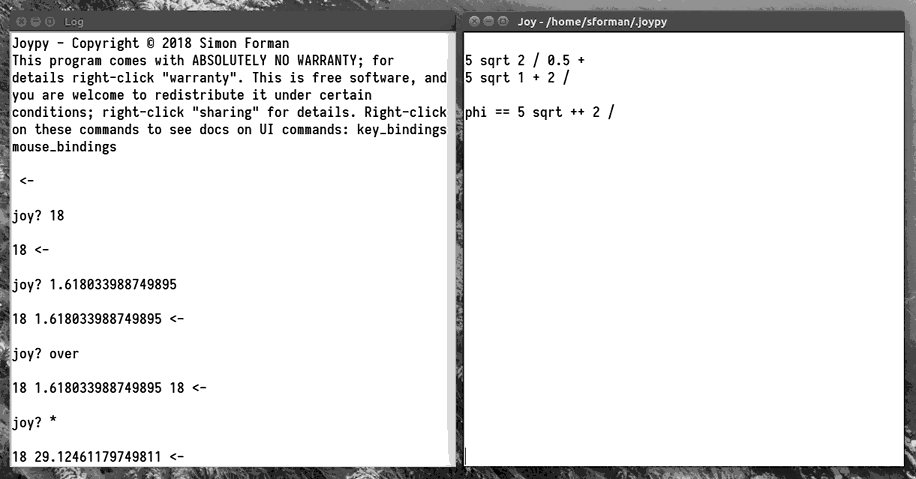 Log
Joypy - Copyright © 2018 Simon Forman
This program comes with ABSOLUTELY NO WARRANTY; for
details right-click "warranty". This is free software, and
you are welcome to redistribute it under certain
conditions; right-click "sharing" for details. Right-click
on these commands to see docs on UI commands: key_bindings
mouse_bindings
<-
joy? 18
18 <-
joy? 1.618033988749895
18 1.618033988749895 <-
joy? over
18 1.618033988749895 18 <-
joy? *
18 29.12461179749811 <-
Joy - /home/sforman/.joypy
5 sqrt 2 / 0.5 +
5 sqrt 1 + 2 /
phi == 5 sqrt ++ 2 /